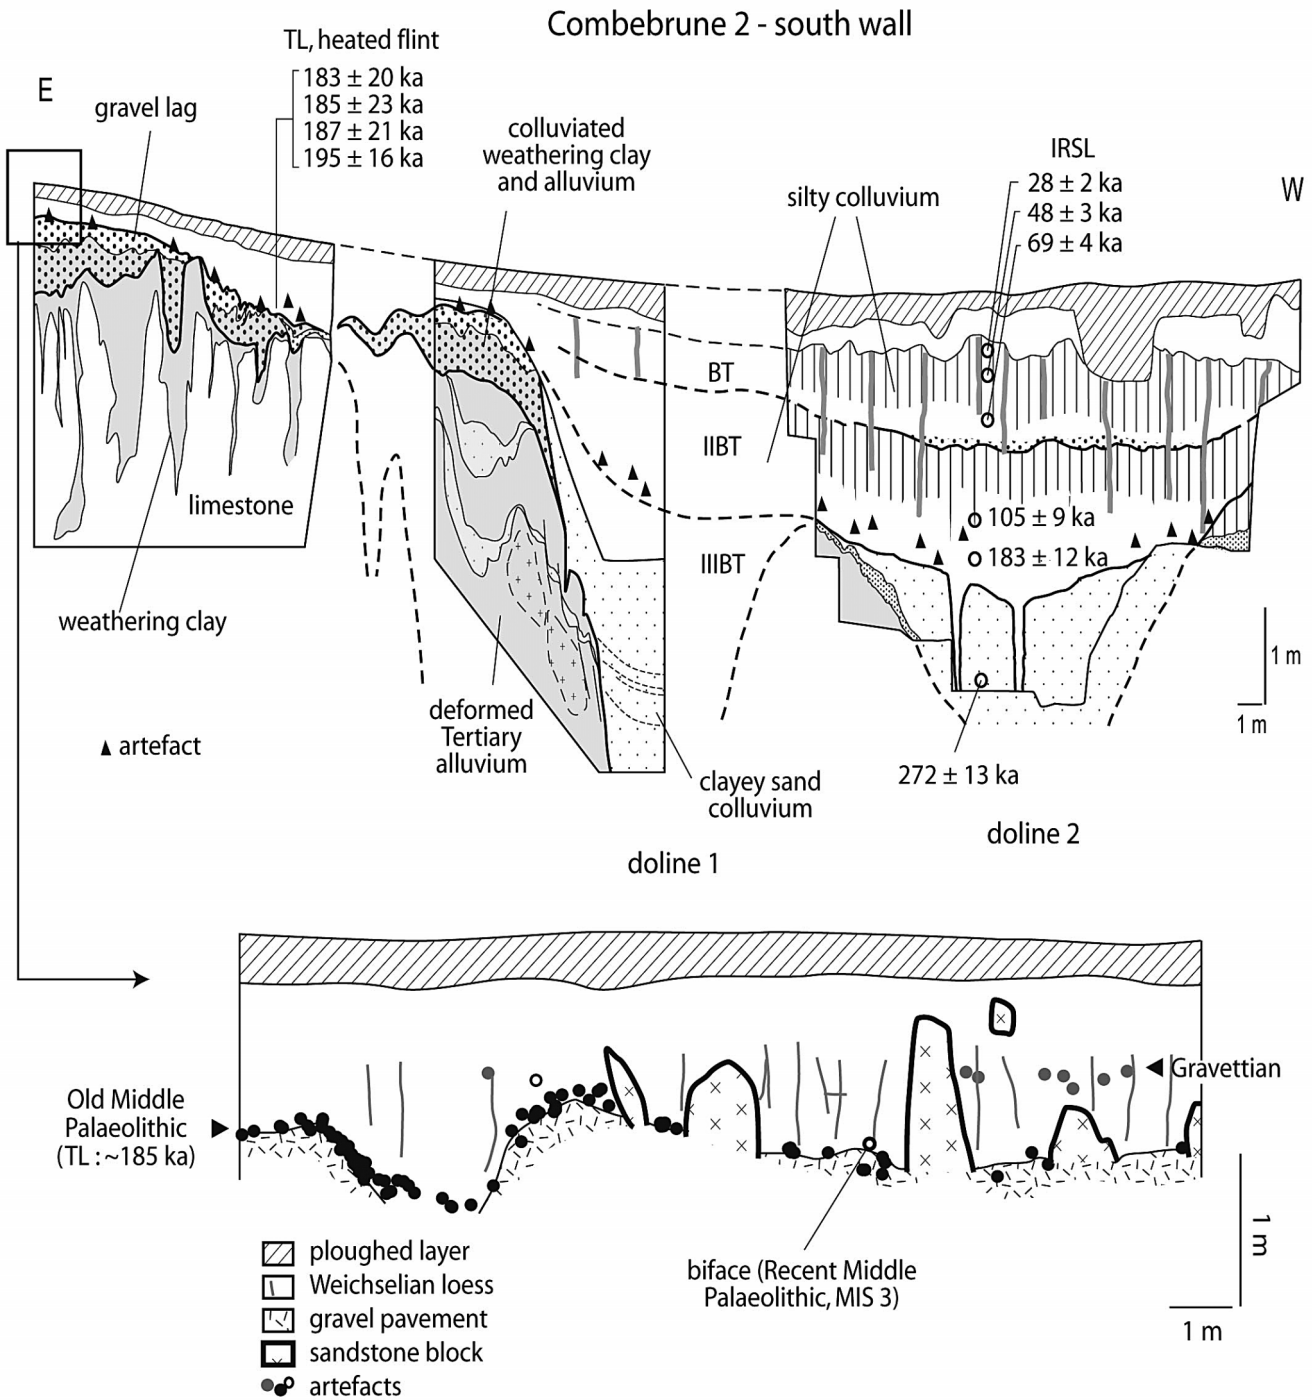 Combebrune 2 - south wall
E
TL, heated flint
183 ± 20 ka
185 ± 23 ka
187 ± 21 ka
195 ± 16 ka
gravel lag
colluviated
weathering clay
and alluvium
silty colluvium
IRSL
28 ± 2 ka
48 ± 3 ka
69 ± 4 ka
W
BT
IIBT
IIIBT
105 ± 9 ka
183 ± 12 ka
272 ± 13 ka
limestone
weathering clay
artefact
deformed
Tertiary
alluvium
clayey sand
colluvium
1 m
1 m
doline 1
doline 2
Old Middle
Palaeolithic
(TL : ~185 ka)
Gravettian
biface (Recent Middle
Palaeolithic, MIS 3)
1 m
1 m
ploughed layer
Weichselian loess
gravel pavement
sandstone block
artefacts